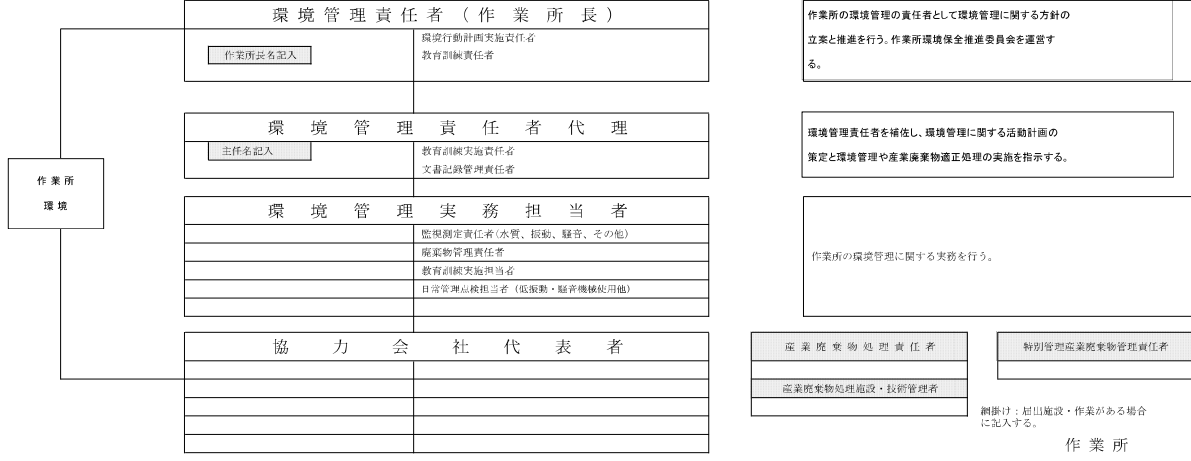 環境管理責任者(作業所長)
作業所長名記入
環境行動計画実施責任者
教育訓練責任者
作業所の環境管理の責任者として環境管理に関する方針の
立案と推進を行う。作業所環境保全推進委員会を運営す
る。
環境管理責任者代理
主任名記入
教育訓練実施責任者
文書記録管理責任者
環境管理責任者を補佐し、環境管理に関する活動計画の
策定と環境管理や産業廃棄物適正処理の実施を指示する。
作業所
環境
環境管理実務担当者
監視測定責任者(水質、振動、騒音、その他)
廃棄物管理責任者
教育訓練実施担当者
日常管理点検担当者(低振動・騒音機械使用他)
作業所の環境管理に関する実務を行う。
協力会社代表者
産業廃棄物処理責任者
特別管理産業廃棄物管理責任者
産業廃棄物処理施設・技術管理者
網掛け:届出施設・作業がある場合
に記入する。
作業所